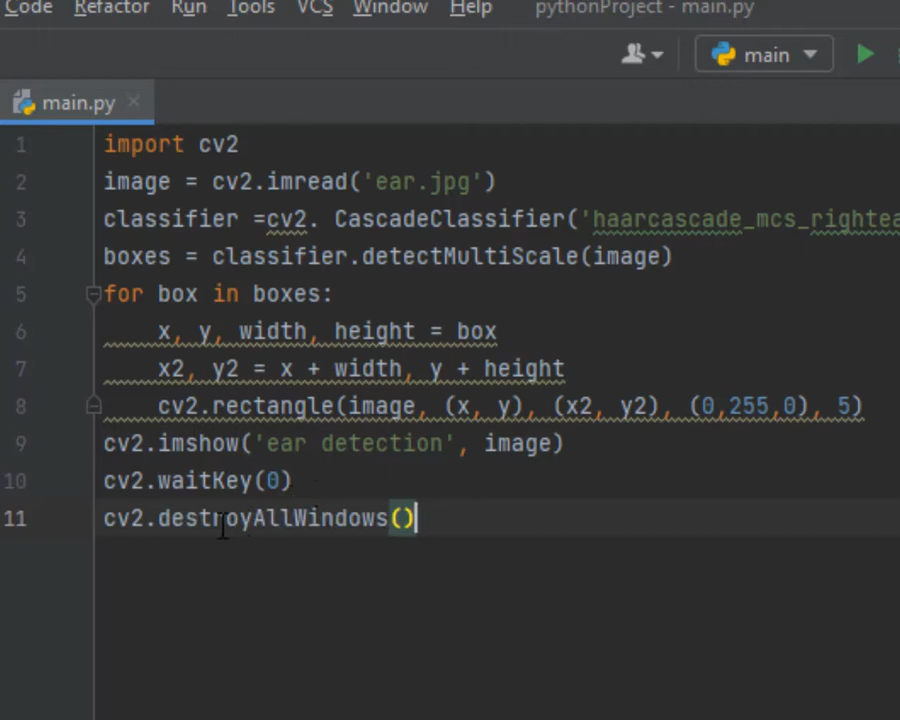 Code Refactor Run Tools VCS Window Help pythonProject - main.py
main
main.py
1 import cv2
2 image = cv2.imread('ear.jpg')
3 classifier =cv2. CascadeClassifier('haarcascade_mcs_rightea
4 boxes = classifier.detectMultiScale(image)
5 for box in boxes:
6 x, y, width, height = box
7 x2, y2 = x + width, y + height
8 cv2.rectangle(image, (x, y), (x2, y2), (0,255,0), 5)
9 cv2.imshow('ear detection', image)
10 cv2.waitKey(0)
11 cv2.destroyAllWindows()